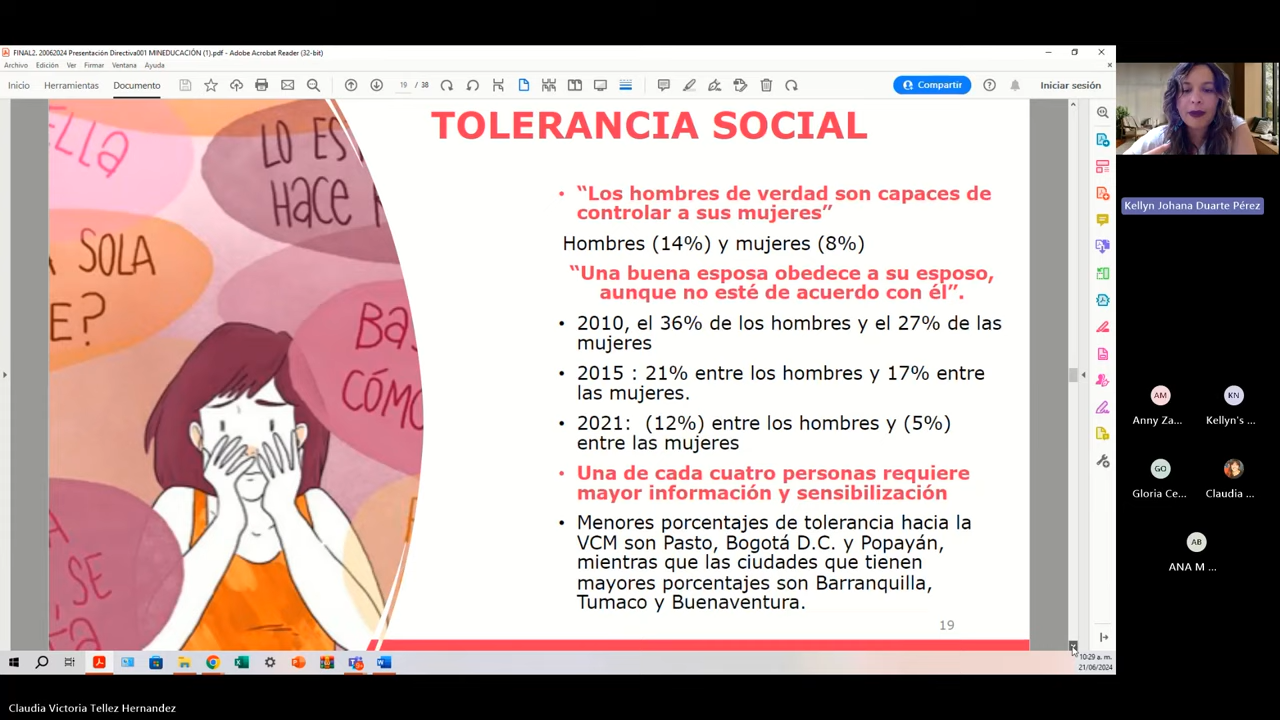 FINAL2. 20062024 Presentación Directiva001 MINEDUCACIÓN (1).pdf - Adobe Acrobat Reader (32-bit)
Archivo Edición Ver Firmar Ventana Ayuda
Inicio Herramientas Documento 19 / 38 Compartir Iniciar sesión
TOLERANCIA SOCIAL
ELLA
LO ES
HACE
SOLA
E?
BA
CÓMO
SE
• “Los hombres de verdad son capaces de
controlar a sus mujeres”
Hombres (14%) y mujeres (8%)
“Una buena esposa obedece a su esposo,
aunque no esté de acuerdo con él”.
• 2010, el 36% de los hombres y el 27% de las
mujeres
• 2015 : 21% entre los hombres y 17% entre
las mujeres.
• 2021: (12%) entre los hombres y (5%)
entre las mujeres
• Una de cada cuatro personas requiere
mayor información y sensibilización
• Menores porcentajes de tolerancia hacia la
VCM son Pasto, Bogotá D.C. y Popayán,
mientras que las ciudades que tienen
mayores porcentajes son Barranquilla,
Tumaco y Buenaventura.
19
10:29 a. m.
21/06/2024
Kellyn Johana Duarte Pérez
AM KN
Anny Za... Kellyn's ...
GO
Gloria Ce... Claudia ...
AB
ANA M ...
Claudia Victoria Tellez Hernandez